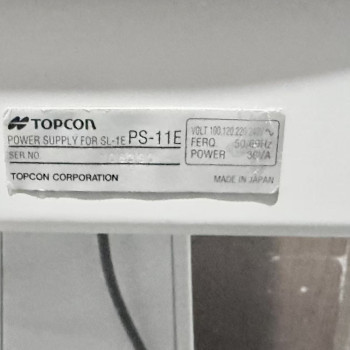 TOPCON
POWER SUPPLY FOR SL-1E PS-11E
SER.NO
TOPCON CORPORATION
VOLT 100.120.220.240V ~
FERQ. 50/60Hz
POWER 36VA
MADE IN JAPAN